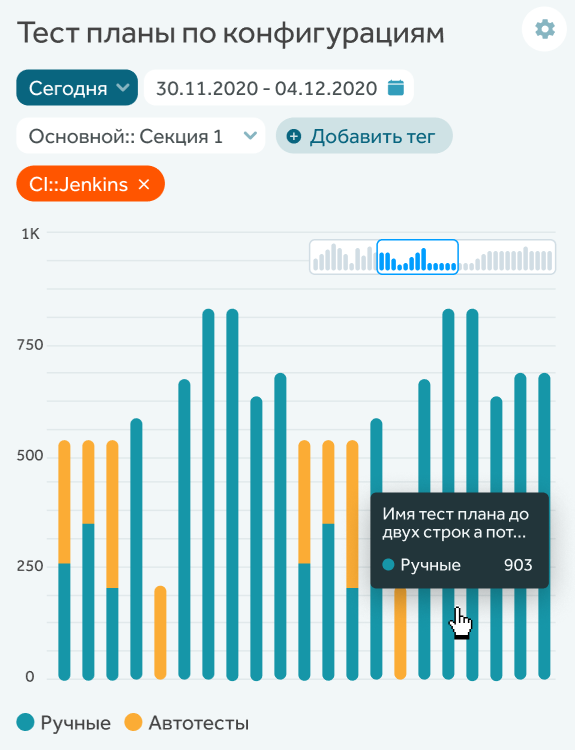 Тест планы по конфигурациям
Сегодня
30.11.2020 - 04.12.2020
Основной:: Секция 1
Добавить тег
CI::Jenkins ×
1K
750
500
250
0
Имя тест плана до
двух строк а пот...
Ручные 903
Ручные Автотесты